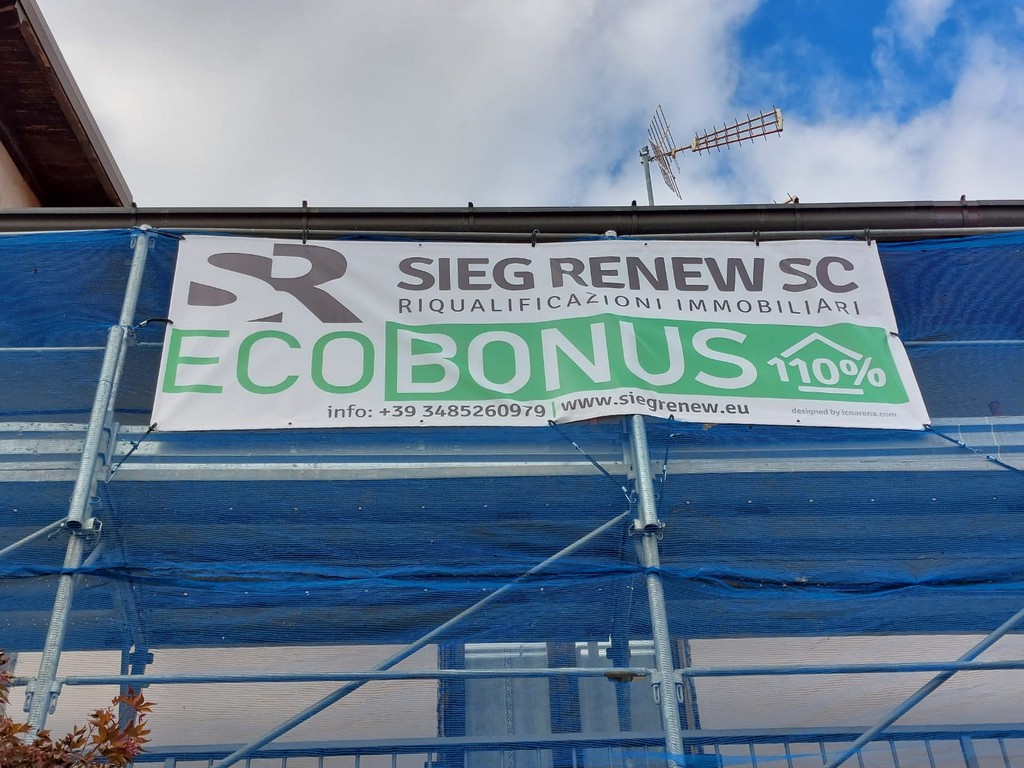 SR SIEG RENEW SC
RIQUALIFICAZIONI IMMOBILIARI
ECOBONUS 110%
info: +39 3485260979 | www.siegrenew.eu
designed by icoarena.com